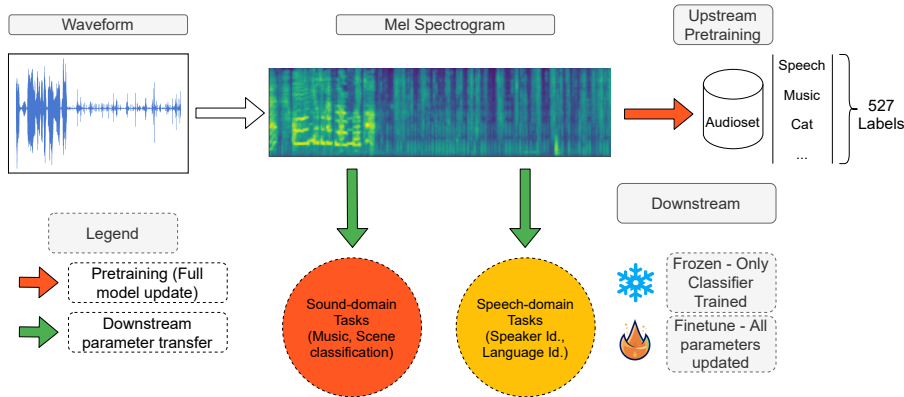 Waveform
Mel Spectrogram
Upstream
Pretraining
Audioset
Speech
Music
Cat
...
527
Labels
Legend
Pretraining (Full
model update)
Downstream
parameter transfer
Sound-domain
Tasks
(Music, Scene
classification)
Speech-domain
Tasks
(Speaker Id.,
Language Id.)
Downstream
Frozen - Only
Classifier
Trained
Finetune - All
parameters
updated